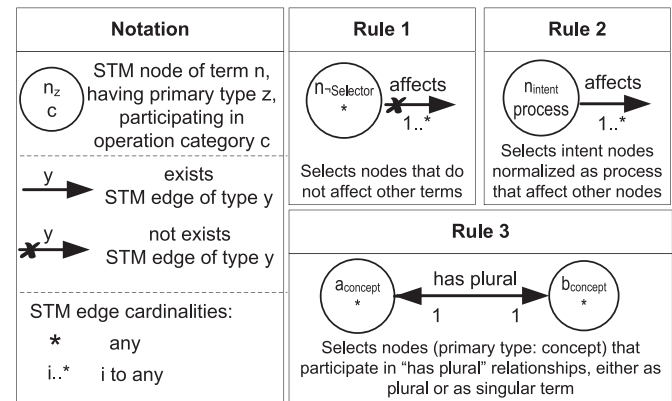 Notation
n_z
c
STM node of term n,
having primary type z,
participating in
operation category c
y
exists
STM edge of type y
y
not exists
STM edge of type y
STM edge cardinalities:
* any
i..* i to any
Rule 1
n¬Selector
*
affects
1..*
Selects nodes that do
not affect other terms
Rule 2
n_intent
process
affects
1..*
Selects intent nodes
normalized as process
that affect other nodes
Rule 3
a_concept
*
has plural
1 1
b_concept
*
Selects nodes (primary type: concept) that
participate in “has plural” relationships, either as
plural or as singular term